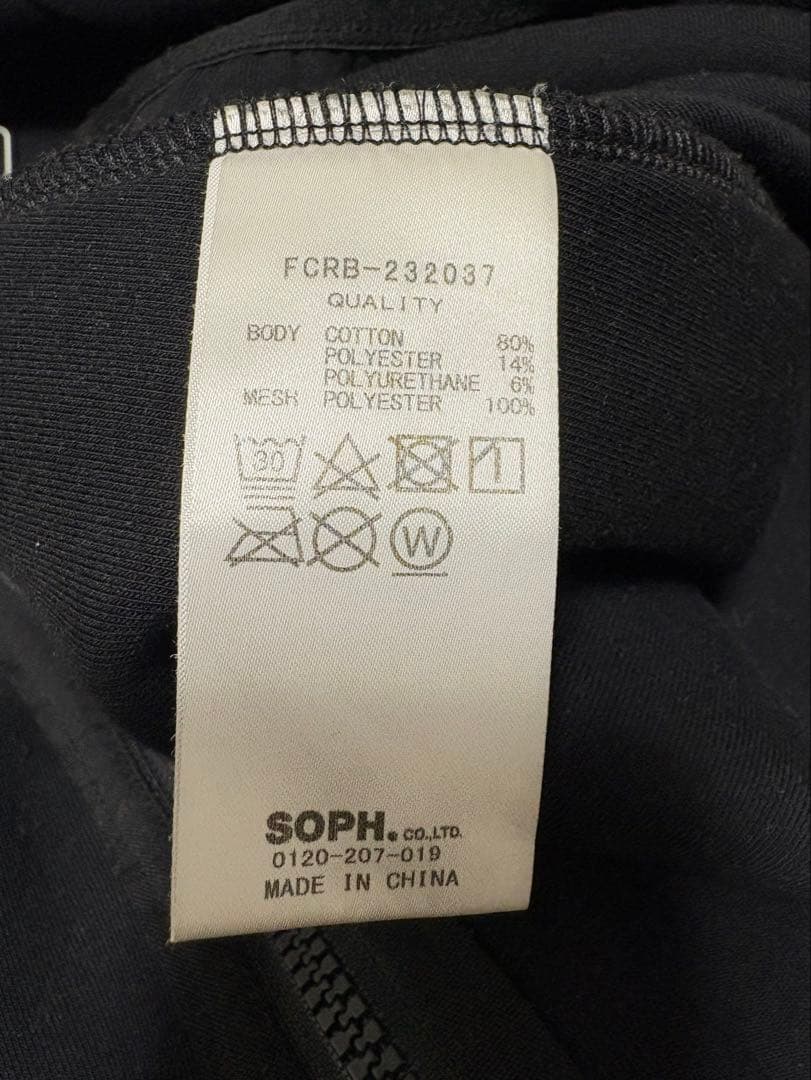 FCRB-232037
QUALITY
BODY COTTON 80%
POLYESTER 14%
POLYURETHANE 6%
MESH POLYESTER 100%
30
W
SOPH. CO.,LTD.
0120-207-019
MADE IN CHINA